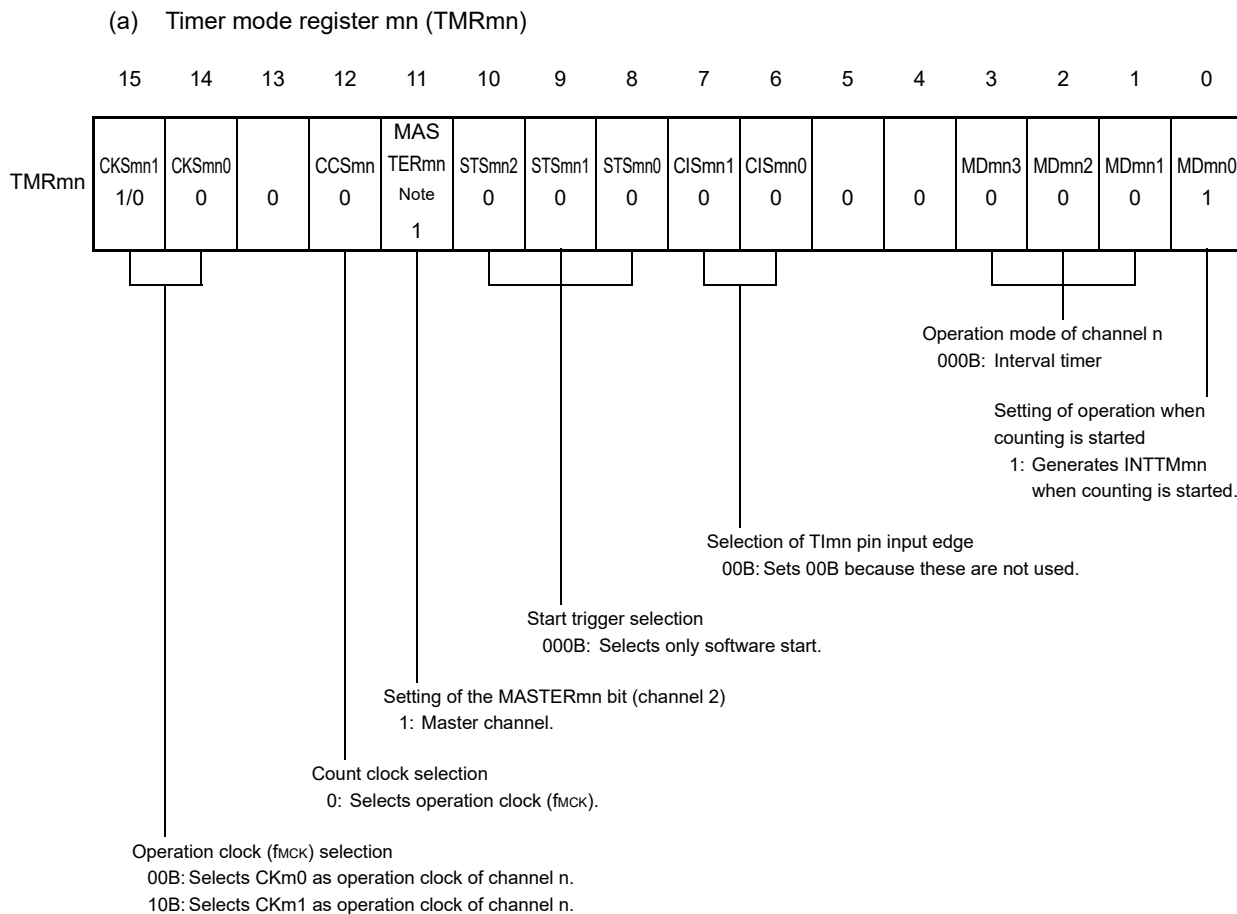 (a) Timer mode register mn (TMRmn)
15 14 13 12 11 10 9 8 7 6 5 4 3 2 1 0
TMRmn
CKSmn1 1/0
CKSmn0 0
0
CCSmn 0
MAS
TERmn
Note
1
STSmn2 0
STSmn1 0
STSmn0 0
CISmn1 0
CISmn0 0
0
0
MDmn3 0
MDmn2 0
MDmn1 0
MDmn0 1
Operation mode of channel n
000B: Interval timer
Setting of operation when
counting is started
1: Generates INTTMmn
when counting is started.
Selection of TImn pin input edge
00B: Sets 00B because these are not used.
Start trigger selection
000B: Selects only software start.
Setting of the MASTERmn bit (channel 2)
1: Master channel.
Count clock selection
0: Selects operation clock (fMCK).
Operation clock (fMCK) selection
00B: Selects CKm0 as operation clock of channel n.
10B: Selects CKm1 as operation clock of channel n.